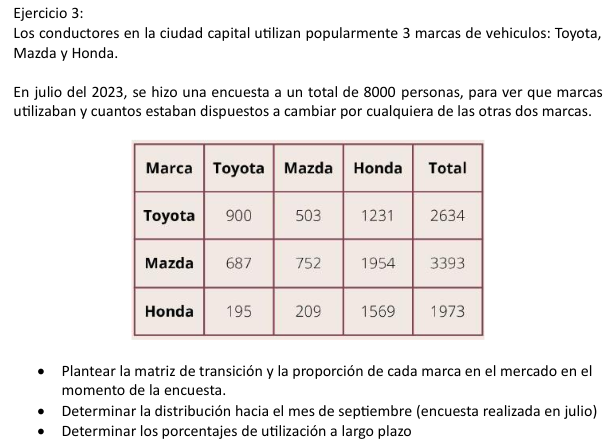 Ejercicio 3:
Los conductores en la ciudad capital utilizan popularmente 3 marcas de vehiculos: Toyota,
Mazda y Honda.
En julio del 2023, se hizo una encuesta a un total de 8000 personas, para ver que marcas
utilizaban y cuantos estaban dispuestos a cambiar por cualquiera de las otras dos marcas.
Marca Toyota Mazda Honda Total
Toyota 900 503 1231 2634
Mazda 687 752 1954 3393
Honda 195 209 1569 1973
• Plantear la matriz de transición y la proporción de cada marca en el mercado en el
momento de la encuesta.
• Determinar la distribución hacia el mes de septiembre (encuesta realizada en julio)
• Determinar los porcentajes de utilización a largo plazo